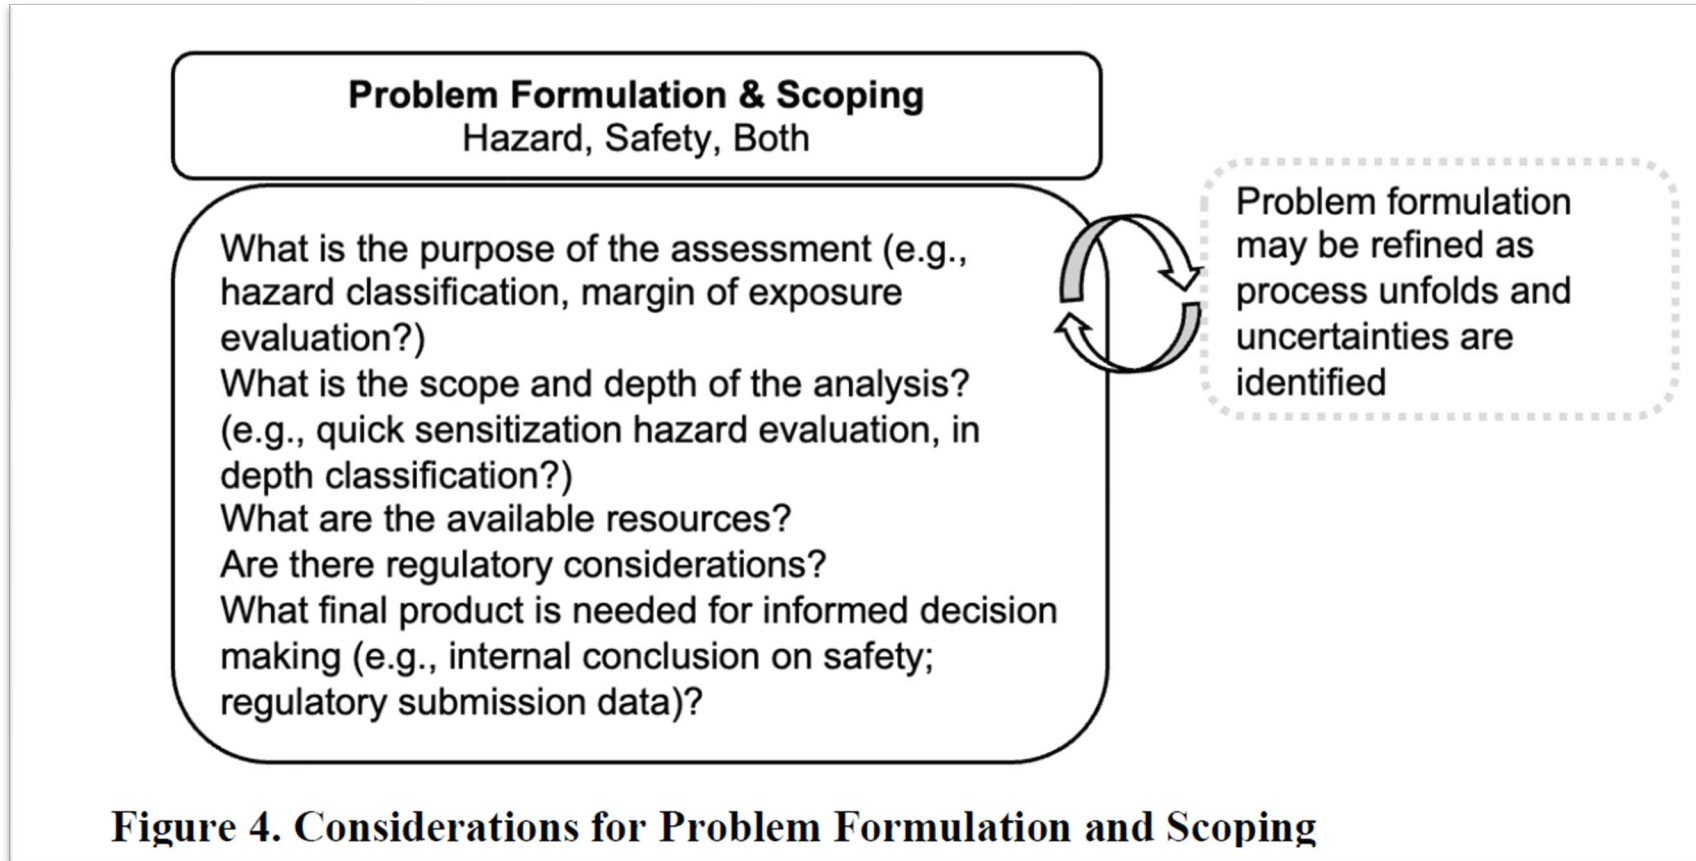 Problem Formulation & Scoping
Hazard, Safety, Both
What is the purpose of the assessment (e.g.,
hazard classification, margin of exposure
evaluation?)
What is the scope and depth of the analysis?
(e.g., quick sensitization hazard evaluation, in
depth classification?)
What are the available resources?
Are there regulatory considerations?
What final product is needed for informed decision
making (e.g., internal conclusion on safety;
regulatory submission data)?
Problem formulation
may be refined as
process unfolds and
uncertainties are
identified
Figure 4. Considerations for Problem Formulation and Scoping